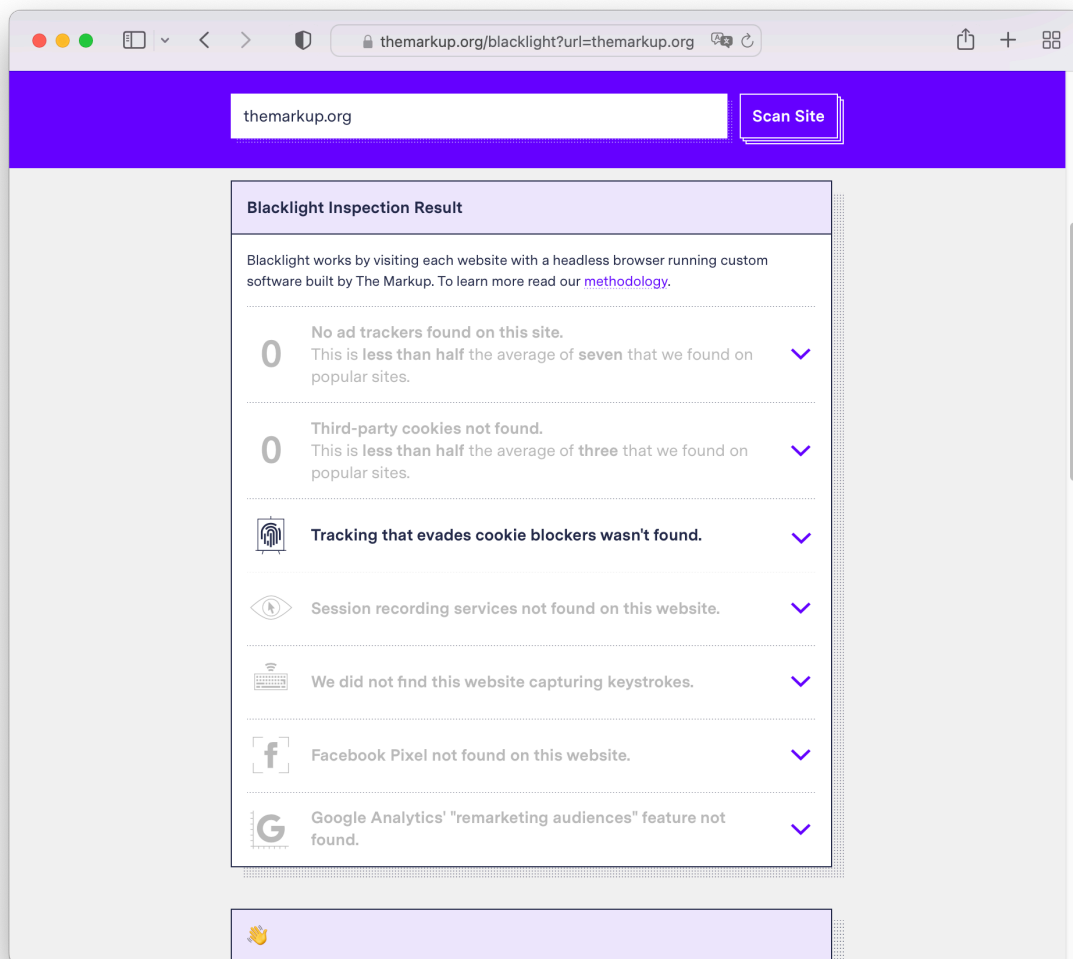 themarkup.org/blacklight?url=themarkup.org
themarkup.org
Scan Site
Blacklight Inspection Result
Blacklight works by visiting each website with a headless browser running custom
software built by The Markup. To learn more read our methodology.
0
No ad trackers found on this site.
This is less than half the average of seven that we found on
popular sites.
0
Third-party cookies not found.
This is less than half the average of three that we found on
popular sites.
Tracking that evades cookie blockers wasn't found.
Session recording services not found on this website.
We did not find this website capturing keystrokes.
f
Facebook Pixel not found on this website.
G
Google Analytics' "remarketing audiences" feature not
found.